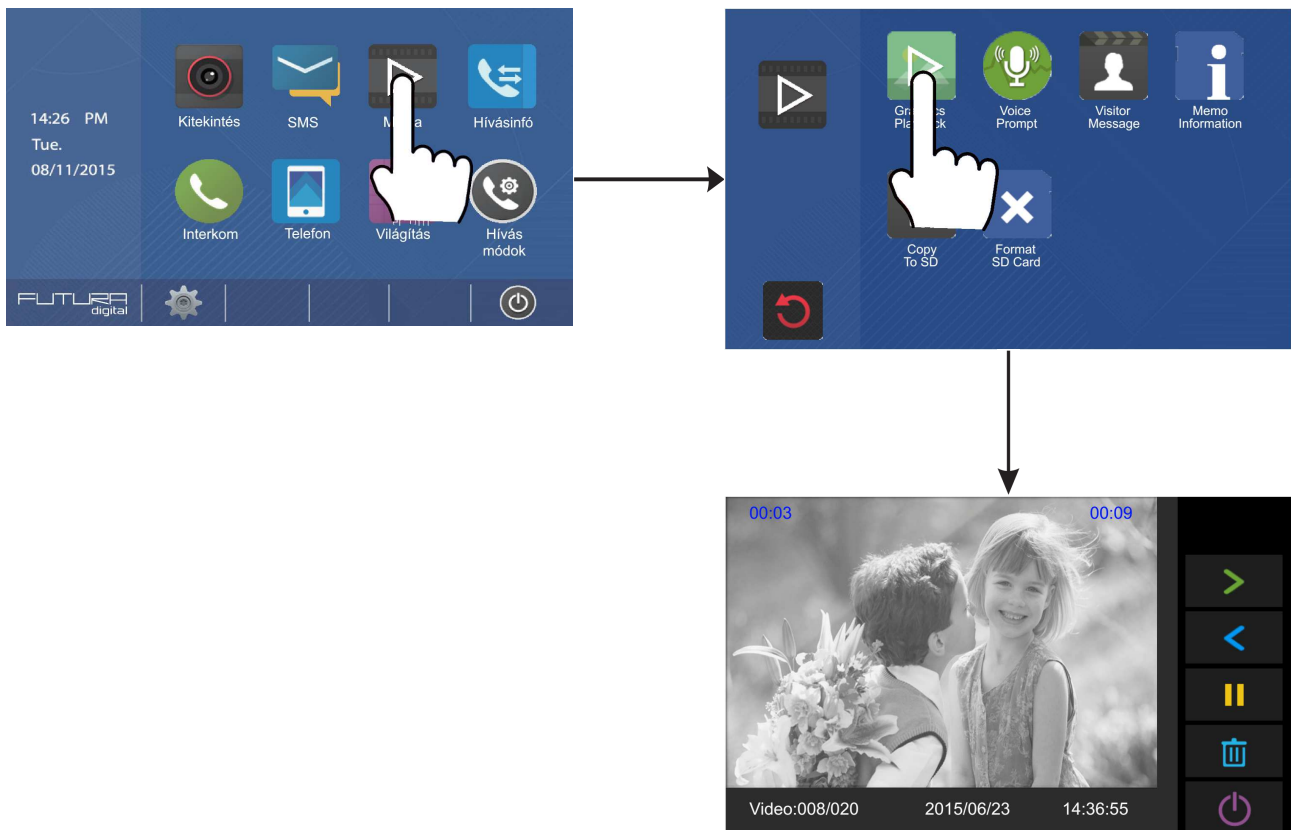 14:26 PM
Tue.
08/11/2015
Kitekintés
SMS
Hívásinfó
Interkom
Telefon
Világítás
Hívás
módok
FUTURA
digital
Voice
Prompt
Visitor
Message
Memo
Information
Copy
To SD
Format
SD Card
00:03
00:09
Video:008/020
2015/06/23
14:36:55